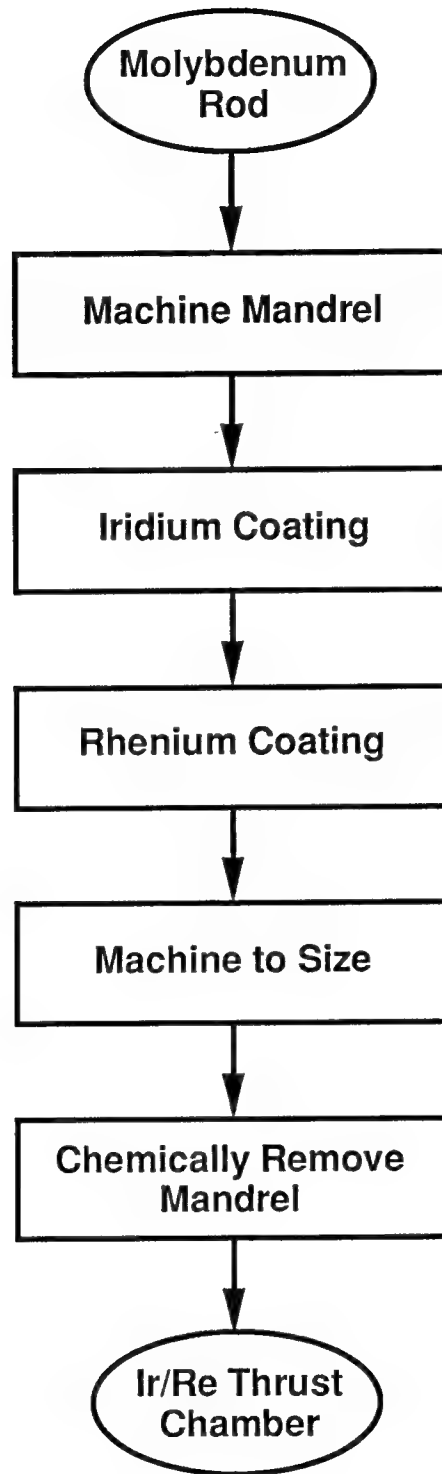 Molybdenum
Rod
Machine Mandrel
Iridium Coating
Rhenium Coating
Machine to Size
Chemically Remove
Mandrel
Ir/Re Thrust
Chamber